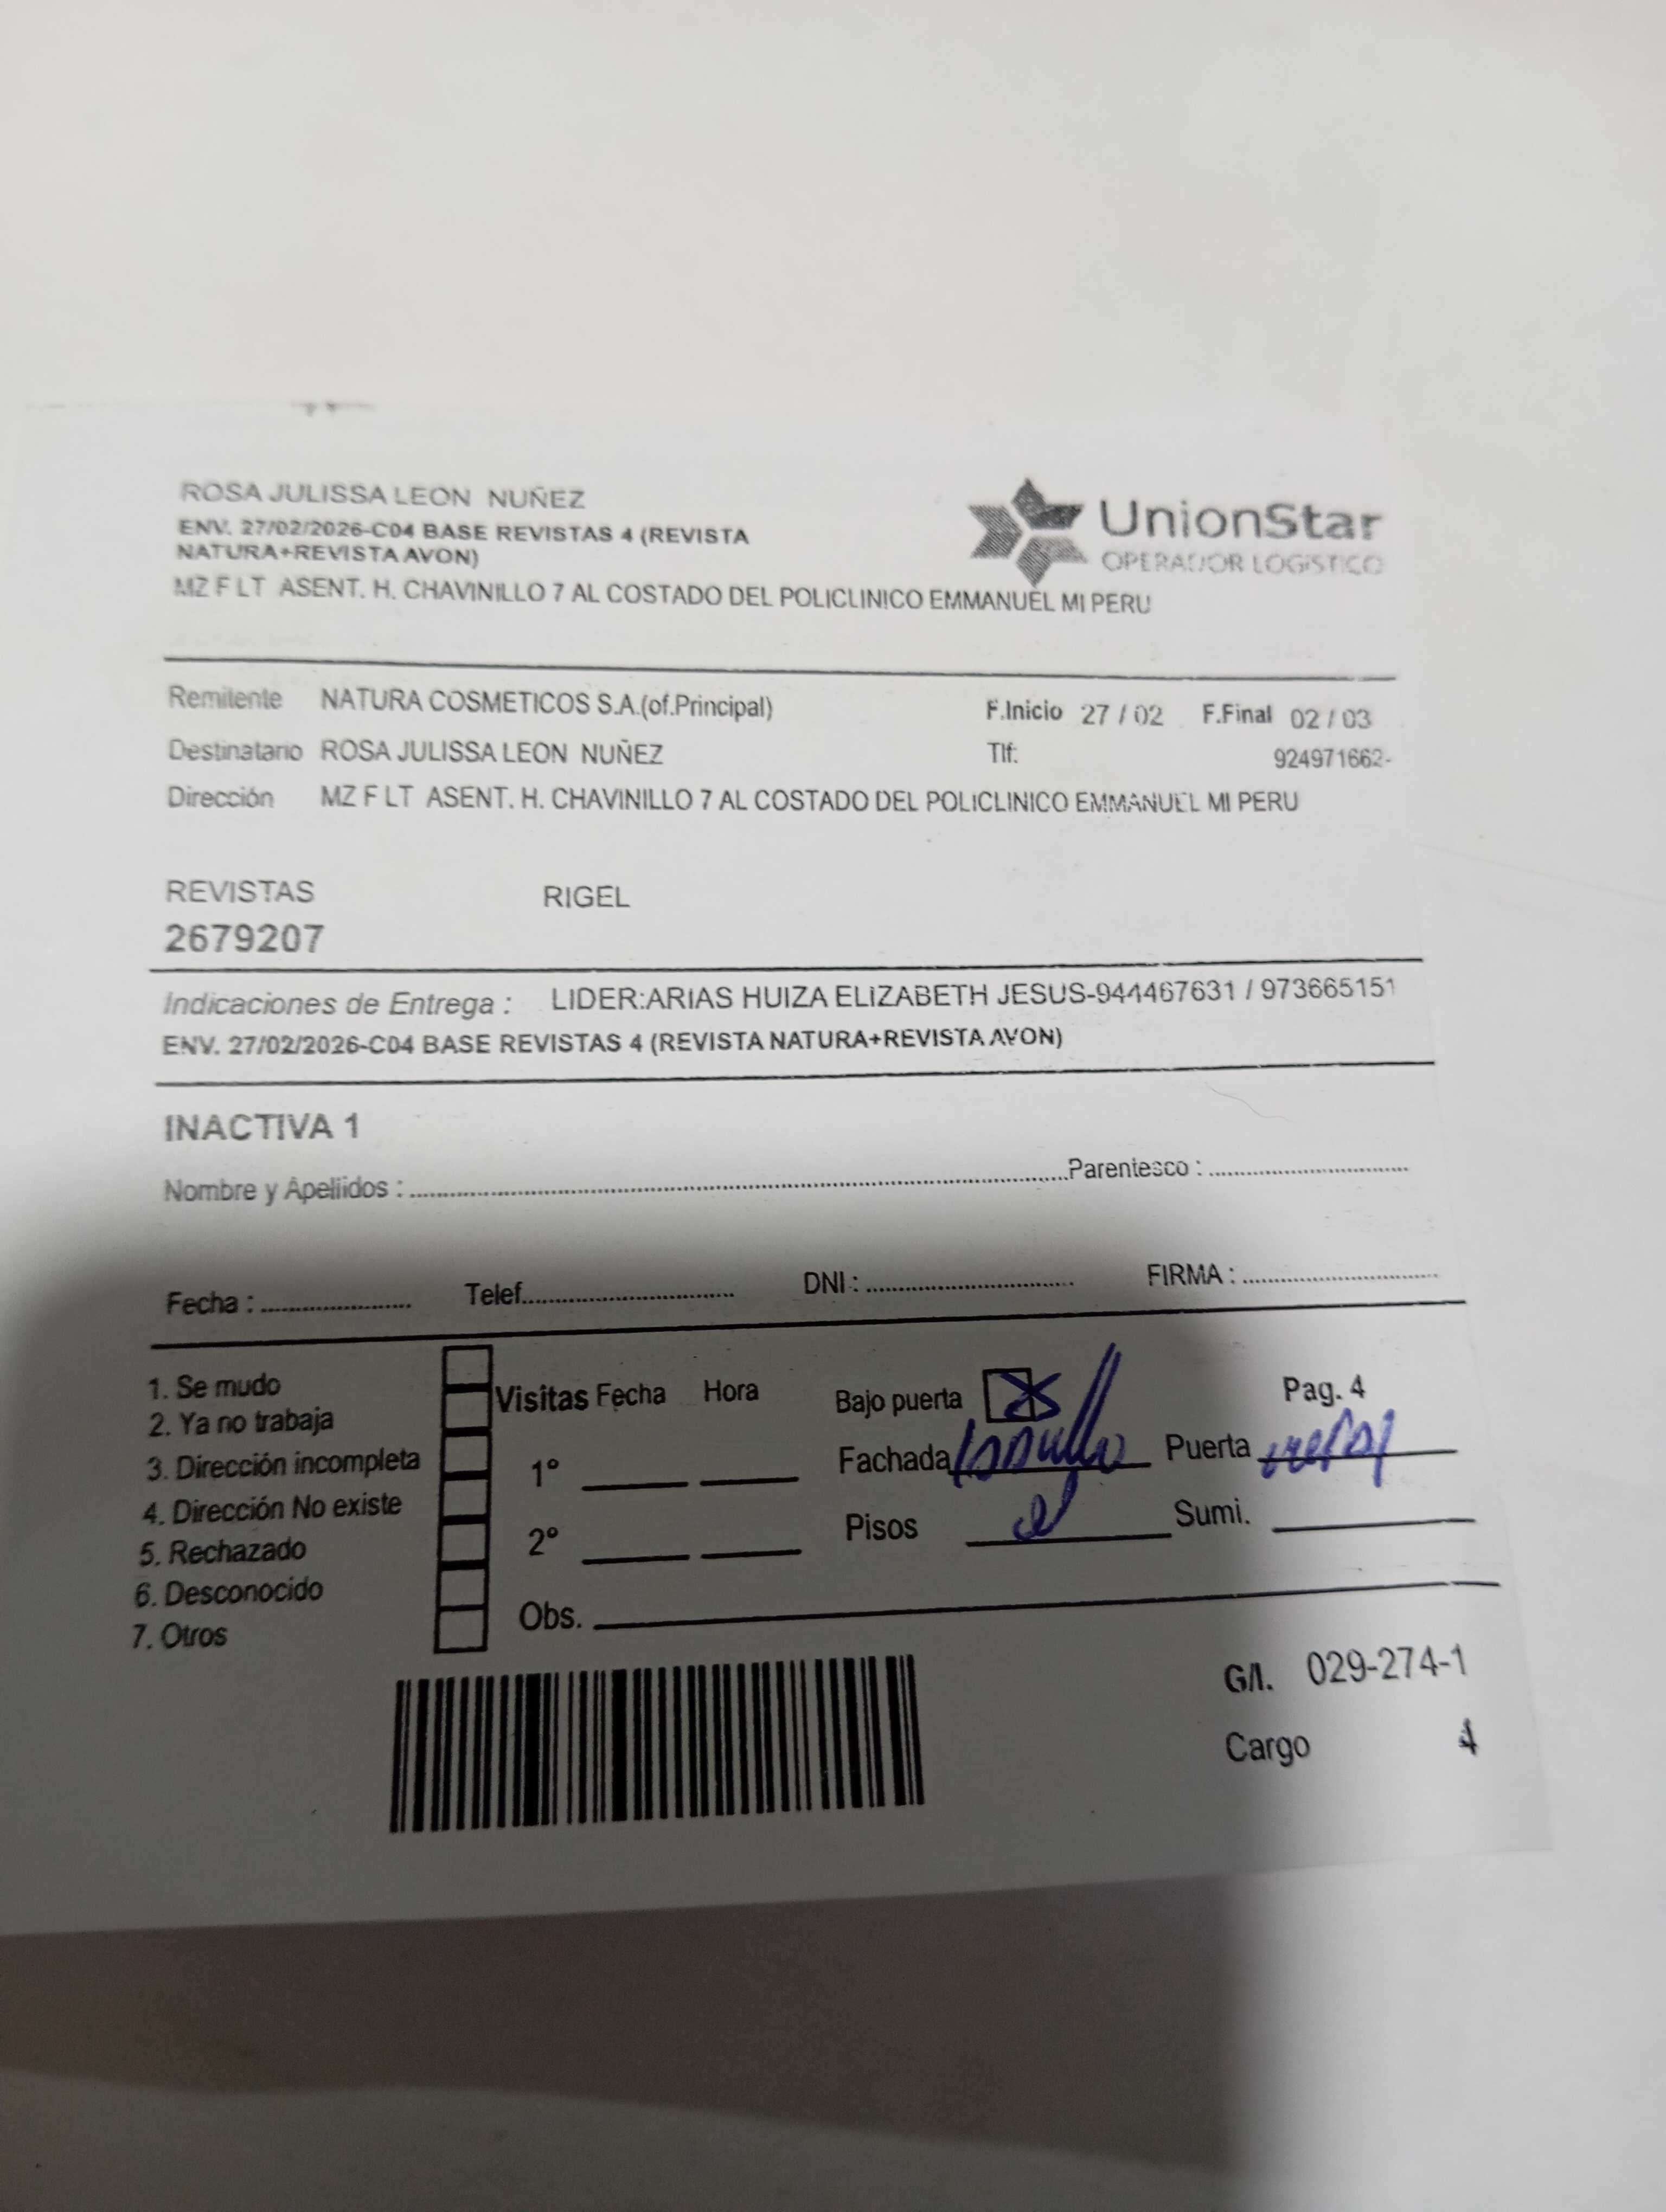 ROSA JULISSA LEON NUÑEZ
ENV. 27/02/2026-C04 BASE REVISTAS 4 (REVISTA
NATURA+REVISTA AVON)
MZ F LT ASENT. H. CHAVINILLO 7 AL COSTADO DEL POLICLINICO EMMANUEL MI PERU
UnionStar
OPERADOR LOGíSTICO
Remitente NATURA COSMETICOS S.A.(of.Principal) F.Inicio 27 / 02 F.Final 02 / 03
Destinatario ROSA JULISSA LEON NUÑEZ Tlf: 924971662-
Dirección MZ F LT ASENT. H. CHAVINILLO 7 AL COSTADO DEL POLICLINICO EMMANUEL MI PERU
REVISTAS RIGEL
2679207
Indicaciones de Entrega : LIDER:ARIAS HUIZA ELIZABETH JESUS-944467631 / 973665151
ENV. 27/02/2026-C04 BASE REVISTAS 4 (REVISTA NATURA+REVISTA AVON)
INACTIVA 1
Nombre y Apellidos : Parentesco :
Fecha : Telef. DNI : FIRMA :
1. Se mudo
2. Ya no trabaja
3. Dirección incompleta
4. Dirección No existe
5. Rechazado
6. Desconocido
7. Otros
Visitas Fecha Hora
1°
2°
Obs.
Bajo puerta X Pag. 4
Fachada Puerta
Pisos Sumi.
G/I. 029-274-1
Cargo 4